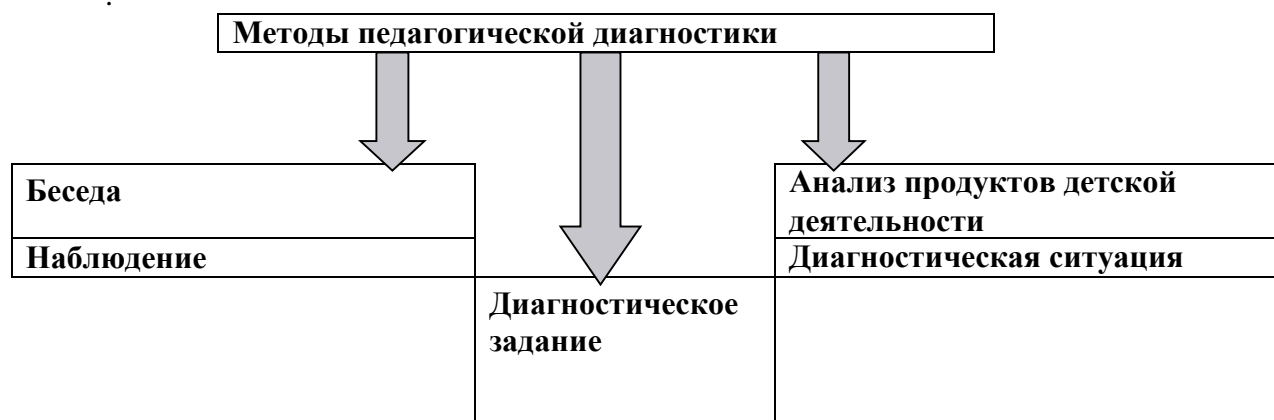 Методы педагогической диагностики
Беседа
Наблюдение
Анализ продуктов детской
деятельности
Диагностическая ситуация
Диагностическое
задание